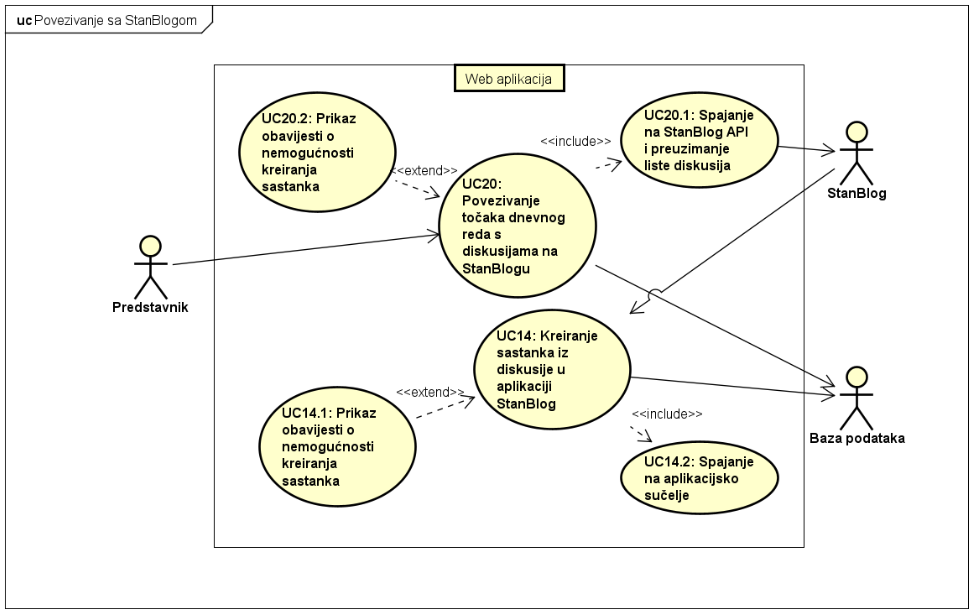 uc Povezivanje sa StanBlogom
Web aplikacija
UC20.2: Prikaz
obavijesti o
nemogućnosti
kreiranja
sastanka
<<extend>>
UC20:
Povezivanje
točaka dnevnog
reda s
diskusijama na
StanBlogu
<<include>>
UC20.1: Spajanje
na StanBlog API
i preuzimanje
liste diskusija
StanBlog
Predstavnik
UC14: Kreiranje
sastanka iz
diskusije u
aplikaciji
StanBlog
<<extend>>
UC14.1: Prikaz
obavijesti o
nemogućnosti
kreiranja
sastanka
<<include>>
UC14.2: Spajanje
na aplikacijsko
sučelje
Baza podataka